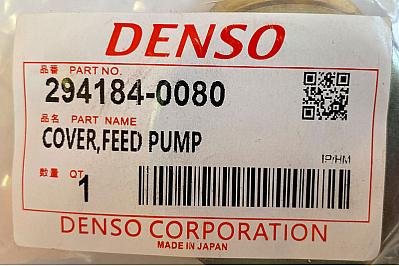 DENSO
品番 PART NO.
294184-0080
品名 PART NAME
COVER,FEED PUMP
IP/HM
数量 QT
1
DENSO CORPORATION
MADE IN JAPAN